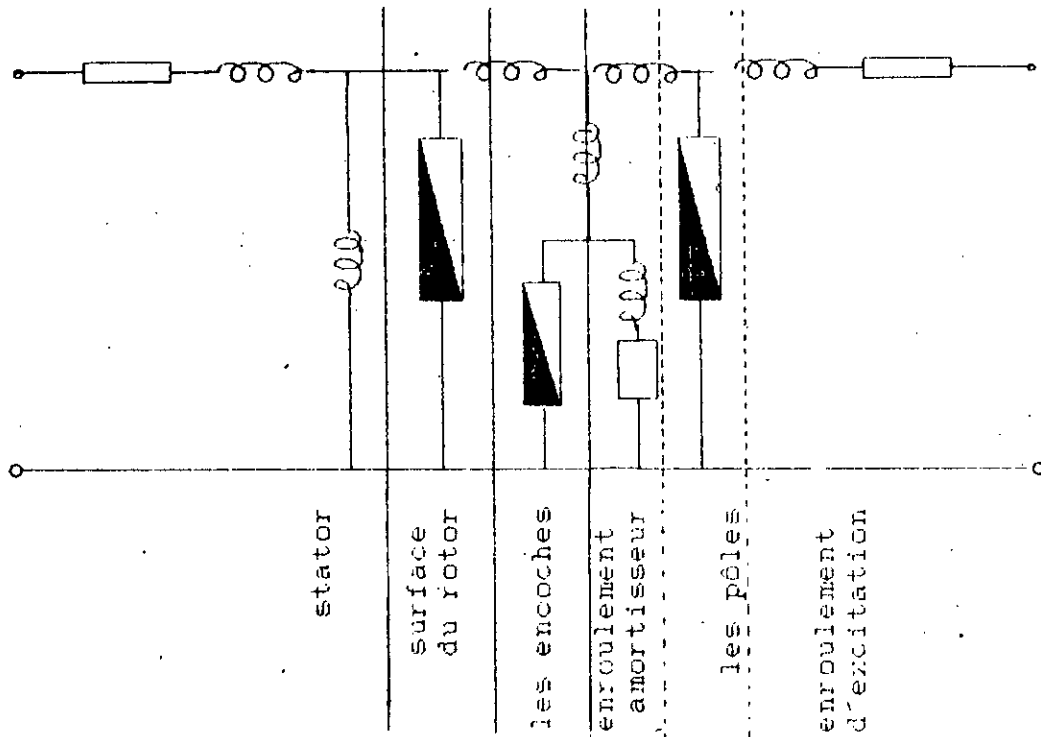 stator
surface
du rotor
les encoches
enroulement
amortisseur
les pôles
enroulement
d'excitation